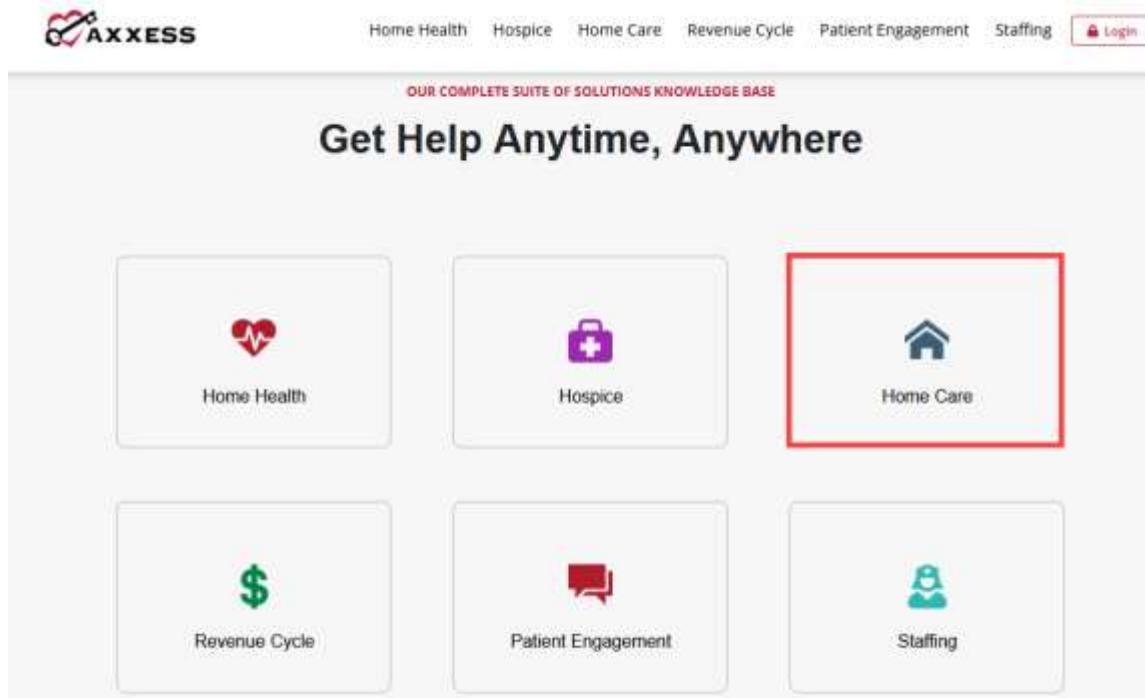 AXXESS
Home Health Hospice Home Care Revenue Cycle Patient Engagement Staffing Login
OUR COMPLETE SUITE OF SOLUTIONS KNOWLEDGE BASE
Get Help Anytime, Anywhere
Home Health Hospice Home Care
Revenue Cycle Patient Engagement Staffing